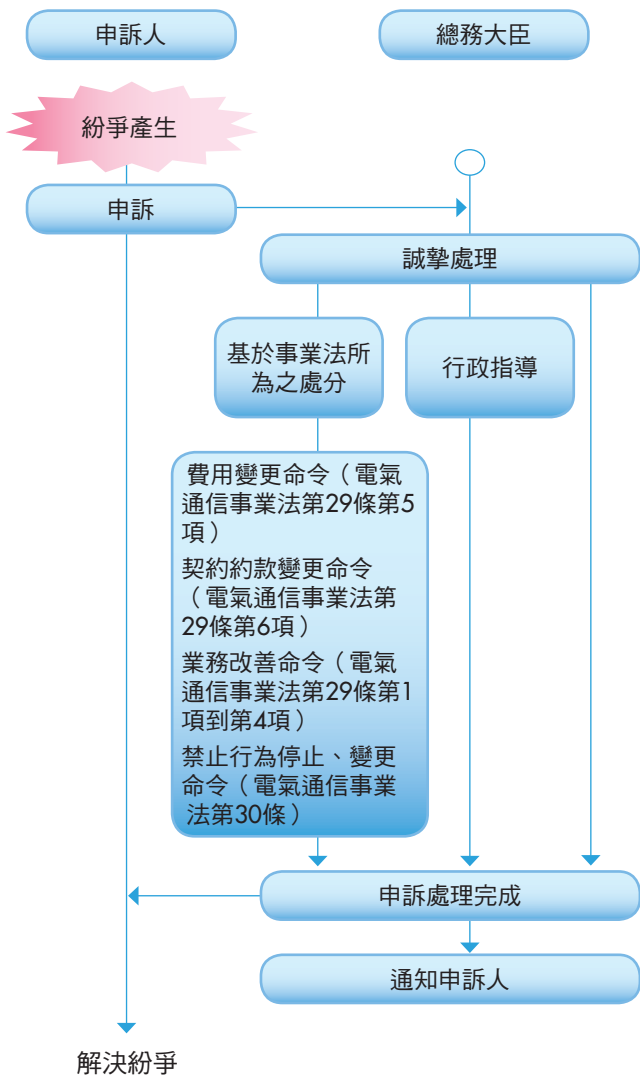 申訴人
總務大臣
紛爭產生
申訴
誠摯處理
基於事業法所
為之處分
行政指導
費用變更命令（電氣
通信事業法第29條第5
項）
契約約款變更命令
（電氣通信事業法第
29條第6項）
業務改善命令（電氣
通信事業法第29條第1
項到第4項）
禁止行為停止、變更
命令（電氣通信事業
法第30條）
申訴處理完成
通知申訴人
解決紛爭